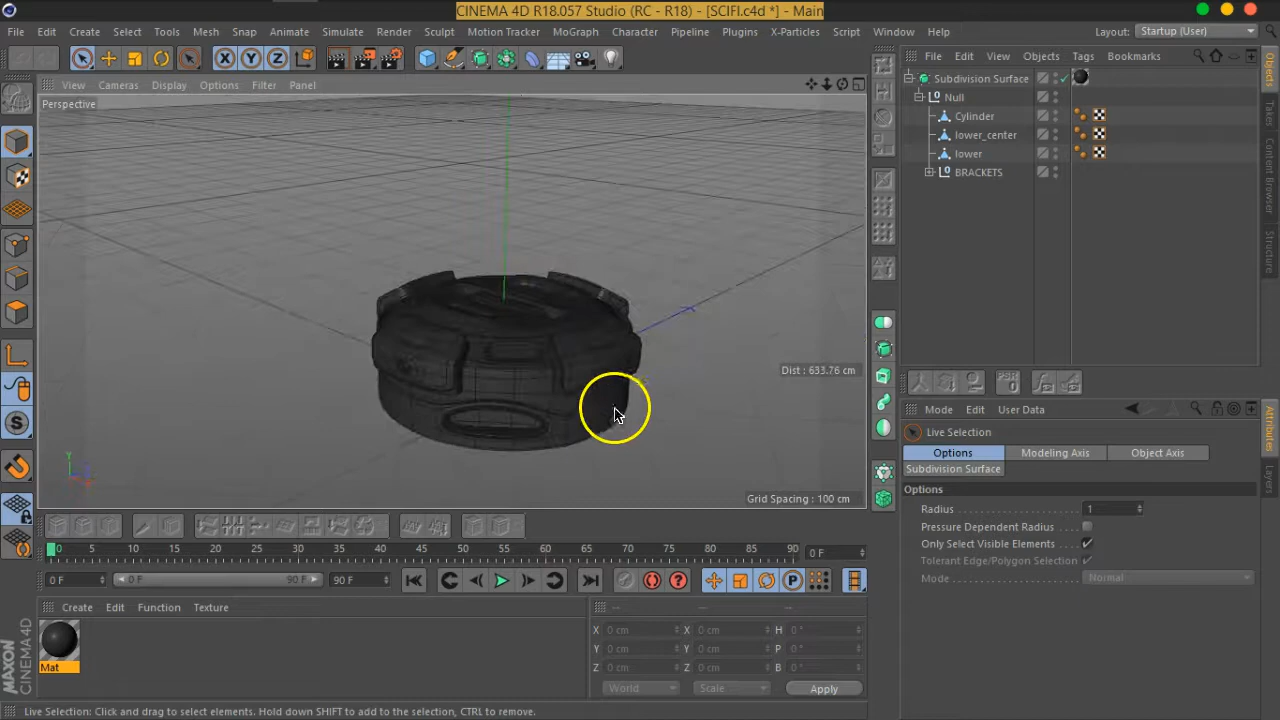 CINEMA 4D R18.057 Studio (RC - R18) - [SCIFI.c4d *] - Main
File Edit Create Select Tools Mesh Snap Animate Simulate Render Sculpt Motion Tracker MoGraph Character Pipeline Plugins X-Particles Script Window Help Layout: Startup (User)
X Y Z
File Edit View Objects Tags Bookmarks
View Cameras Display Options Filter Panel
Perspective
Subdivision Surface
Null
Cylinder
lower_center
lower
BRACKETS
Objects
Takes
Content Browser
Structure
Dist : 633.76 cm
Y
Grid Spacing : 100 cm
PSR
Mode Edit User Data
Live Selection
Options Modeling Axis Object Axis
Subdivision Surface
Options
Radius 1
Pressure Dependent Radius
Only Select Visible Elements
Tolerant Edge/Polygon Selection
Mode Normal
Attributes
Layers
S
0 5 10 15 20 25 30 35 40 45 50 55 60 65 70 75 80 85 90 0 F
0 F 0 F 90 F 90 F
P
Create Edit Function Texture
Mat
-- -- --
X 0 cm X 0 cm H 0 °
Y 0 cm Y 0 cm P 0 °
Z 0 cm Z 0 cm B 0 °
World Scale Apply
MAXON
CINEMA 4D
Live Selection: Click and drag to select elements. Hold down SHIFT to add to the selection, CTRL to remove.